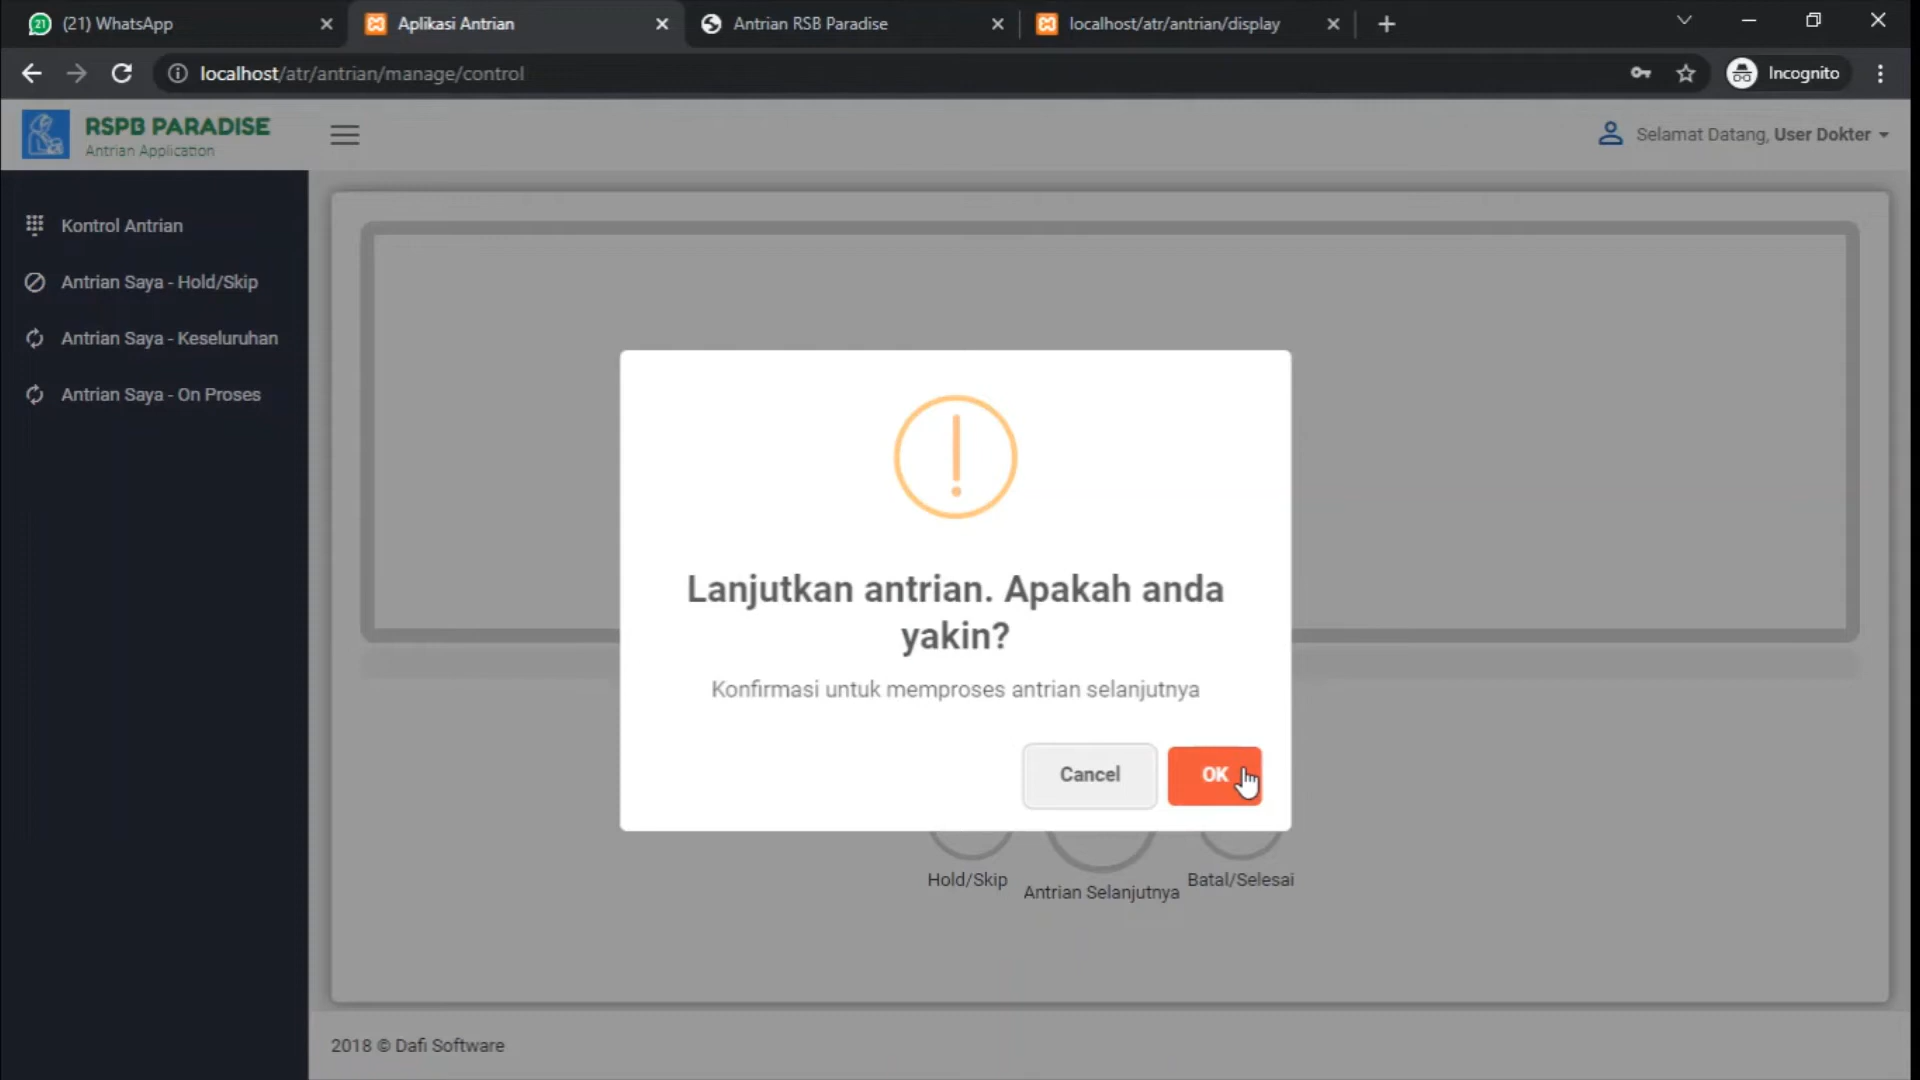 (21) WhatsApp
Aplikasi Antrian
Antrian RSB Paradise
localhost/atr/antrian/display
localhost/atr/antrian/manage/control
Incognito
RSPB PARADISE
Antrian Application
Selamat Datang, User Dokter
Kontrol Antrian
Antrian Saya - Hold/Skip
Antrian Saya - Keseluruhan
Antrian Saya - On Proses
Lanjutkan antrian. Apakah anda
yakin?
Konfirmasi untuk memproses antrian selanjutnya
Cancel
OK
Hold/Skip
Antrian Selanjutnya
Batal/Selesai
2018 © Dafi Software